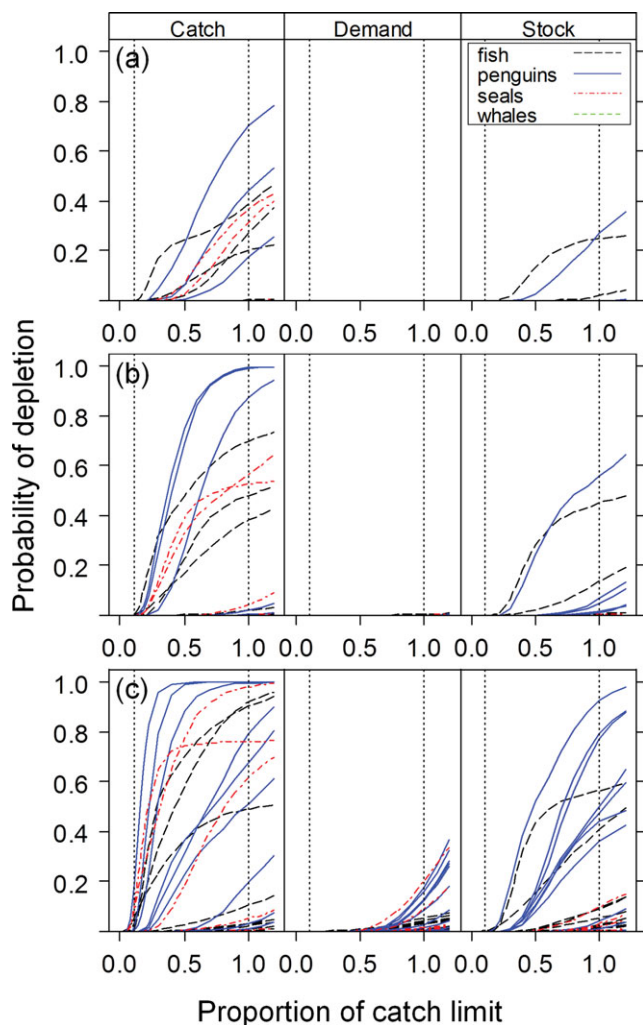 Catch Demand Stock
(a)
1.0
0.8
0.6
0.4
0.2
fish
penguins
seals
whales
0.0 0.5 1.0 0.0 0.5 1.0 0.0 0.5 1.0
(b)
1.0
0.8
0.6
0.4
0.2
0.0 0.5 1.0 0.0 0.5 1.0 0.0 0.5 1.0
(c)
1.0
0.8
0.6
0.4
0.2
0.0 0.5 1.0 0.0 0.5 1.0 0.0 0.5 1.0
Probability of depletion
Proportion of catch limit